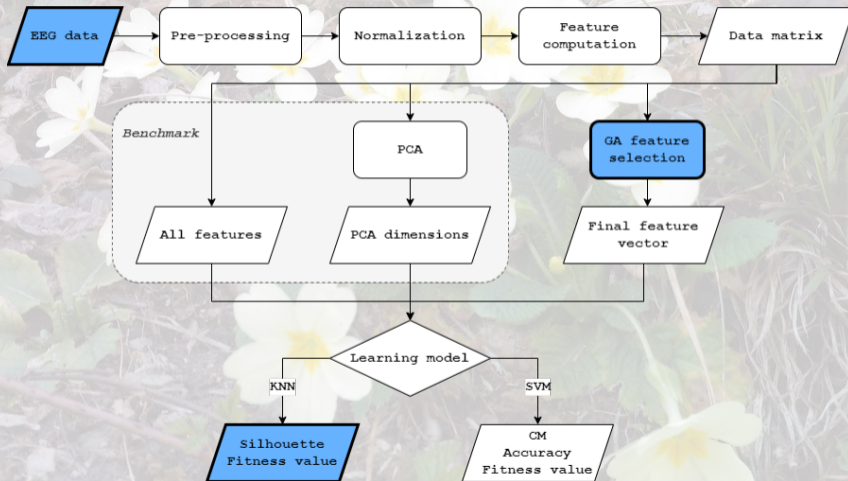 EEG data
Pre-processing
Normalization
Feature
computation
Data matrix
Benchmark
PCA
GA feature
selection
All features
PCA dimensions
Final feature
vector
Learning model
KNN
SVM
Silhouette
Fitness value
CM
Accuracy
Fitness value